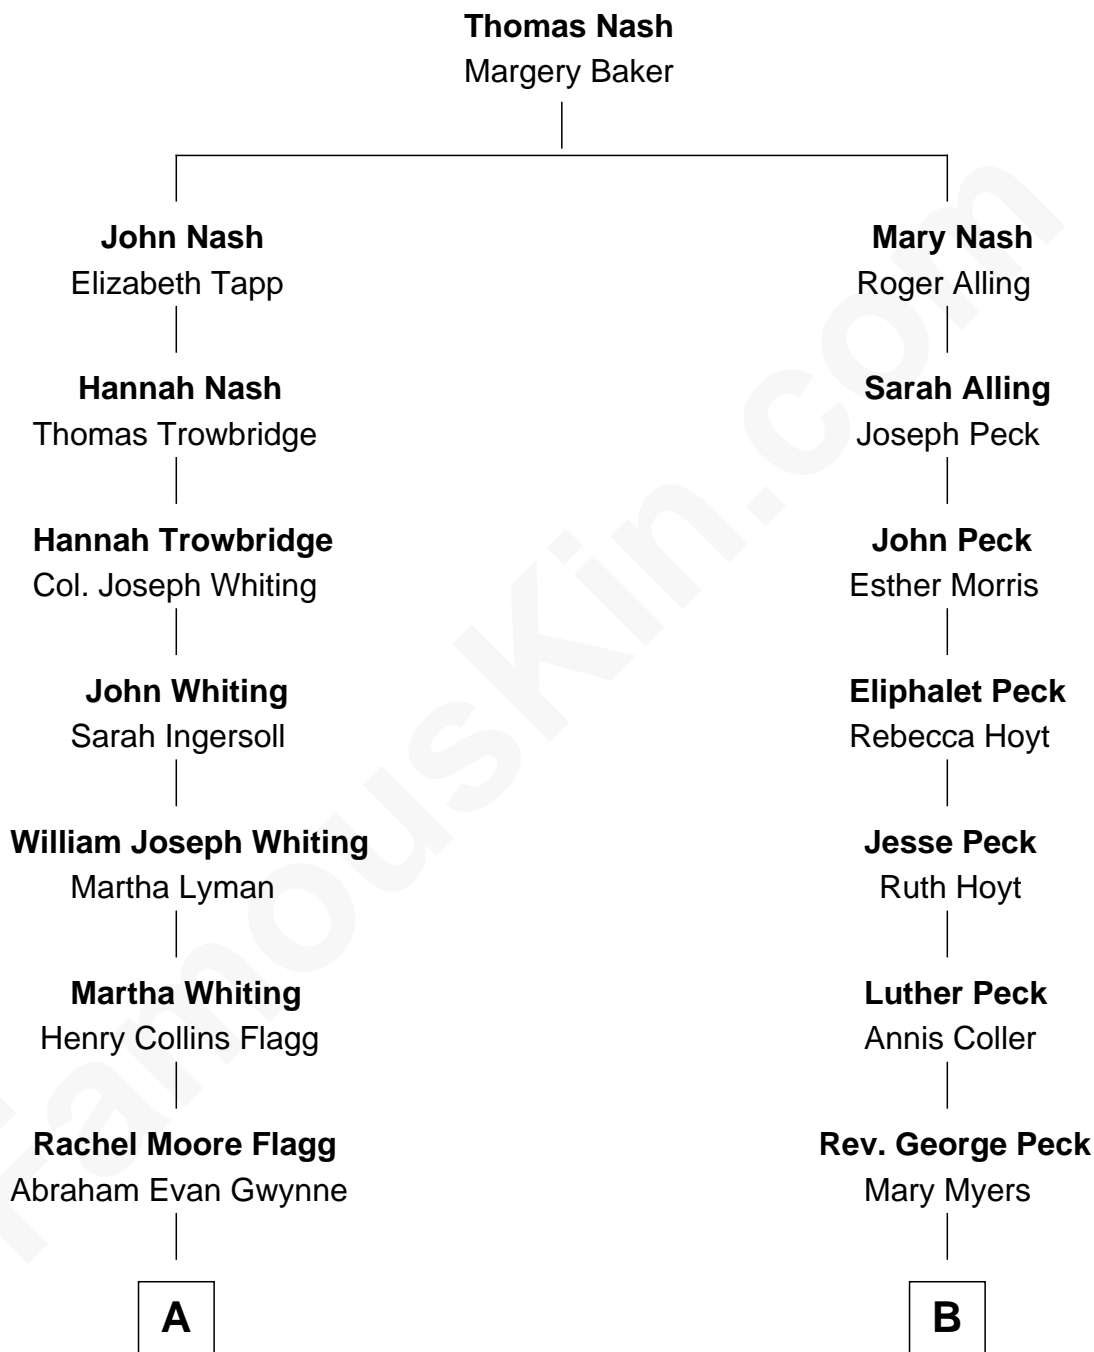 Thomas Nash
Margery Baker
John Nash
Elizabeth Tapp
Mary Nash
Roger Alling
Hannah Nash
Thomas Trowbridge
Sarah Alling
Joseph Peck
Hannah Trowbridge
Col. Joseph Whiting
John Peck
Esther Morris
John Whiting
Sarah Ingersoll
Eliphalet Peck
Rebecca Hoyt
William Joseph Whiting
Martha Lyman
Jesse Peck
Ruth Hoyt
Martha Whiting
Henry Collins Flagg
Luther Peck
Annis Coller
Rachel Moore Flagg
Abraham Evan Gwynne
Rev. George Peck
Mary Myers
A
B
FamousKin.com